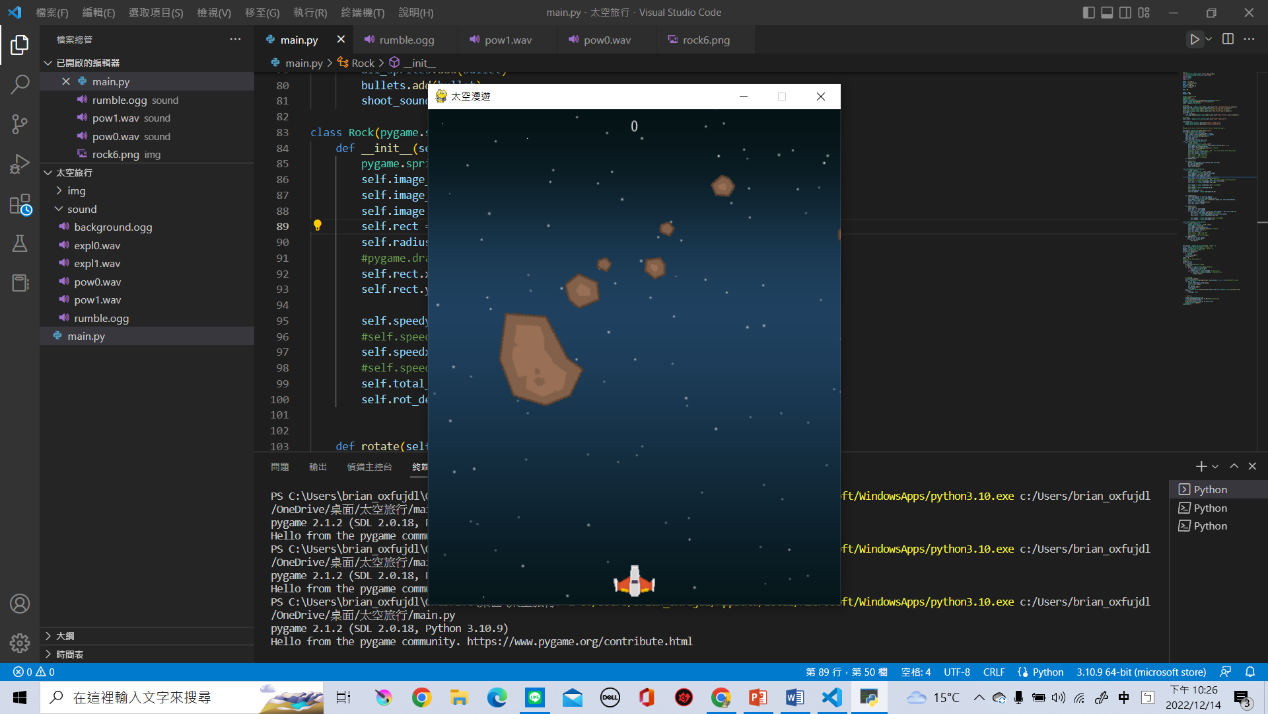 檔案(F) 編輯(E) 選取項目(S) 檢視(V) 移至(G) 執行(R) 終端機(T) 說明(H) main.py - 太空旅行 - Visual Studio Code
檔案總管 ···
main.py rumble.ogg pow1.wav pow0.wav rock6.png
main.py > Rock > __init__
已開啟的編輯器
main.py
rumble.ogg sound
pow1.wav sound
pow0.wav sound
rock6.png img
太空旅行
img
sound
background.ogg
expl0.wav
expl1.wav
pow0.wav
pow1.wav
rumble.ogg
main.py
大綱
時間表
80 bullets.add(bullet)
81 shoot_sound
82
83 class Rock(pygame.s
84 def __init__(se
85 pygame.spri
86 self.image_
87 self.image_
88 self.image
89 self.rect =
90 self.radius
91 #pygame.dra
92 self.rect.x
93 self.rect.y
94
95 self.speedy
96 #self.speed
97 self.speedx
98 #self.speed
99 self.total_
100 self.rot_de
101
102
103 def rotate(self
太空漫遊
0
問題 輸出 偵錯主控台
PS C:\Users\brian_oxfujdl\ ft/WindowsApps/python3.10.exe c:/Users/brian_oxfujdl
/OneDrive/桌面/太空旅行/mai
pygame 2.1.2 (SDL 2.0.18, P
Hello from the pygame commu
PS C:\Users\brian_oxfujdl\ ft/WindowsApps/python3.10.exe c:/Users/brian_oxfujdl
/OneDrive/桌面/太空旅行/mai
pygame 2.1.2 (SDL 2.0.18, P
Hello from the pygame commu
PS C:\Users\brian_oxfujdl\ ft/WindowsApps/python3.10.exe c:/Users/brian_oxfujdl
/OneDrive/桌面/太空旅行/main.py
pygame 2.1.2 (SDL 2.0.18, Python 3.10.9)
Hello from the pygame community. https://www.pygame.org/contribute.html
Python
Python
Python
0 0 第 89 行，第 50 欄 空格: 4 UTF-8 CRLF Python 3.10.9 64-bit (microsoft store)
在這裡輸入文字來搜尋
DELL
15°C 中
下午 10:26
2022/12/14
3